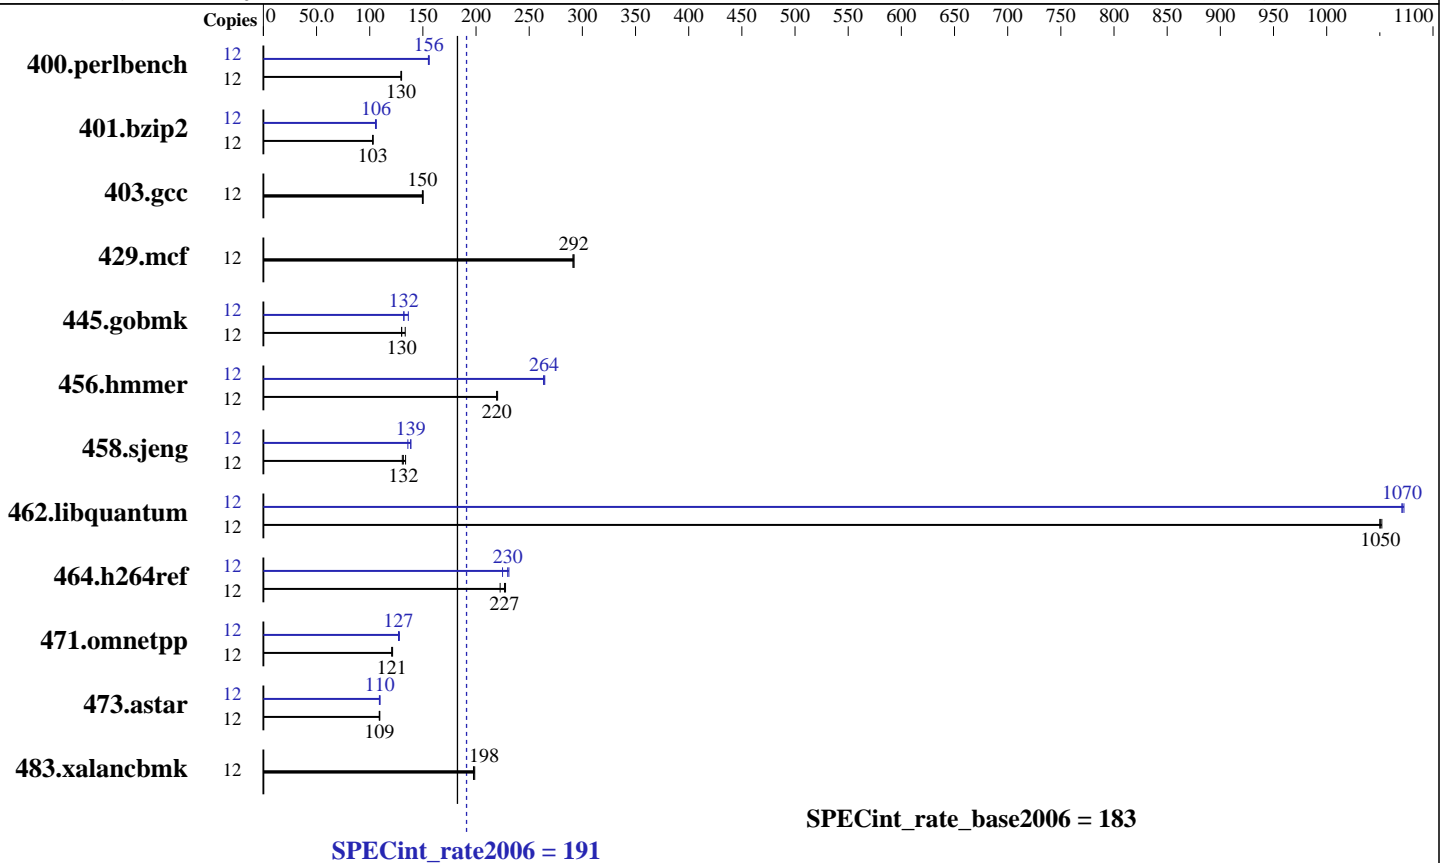 Copies 0 50.0 100 150 200 250 300 350 400 450 500 550 600 650 700 750 800 850 900 950 1000 1100
400.perlbench 12 156
12 130
401.bzip2 12 106
12 103
403.gcc 12 150
429.mcf 12 292
445.gobmk 12 132
12 130
456.hmmer 12 264
12 220
458.sjeng 12 139
12 132
462.libquantum 12 1070
12 1050
464.h264ref 12 230
12 227
471.omnetpp 12 127
12 121
473.astar 12 110
12 109
483.xalancbmk 12 198
SPECint_rate_base2006 = 183
SPECint_rate2006 = 191